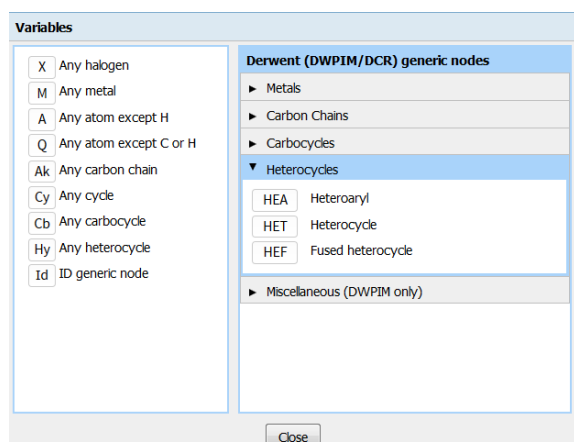 Variables
X Any halogen
M Any metal
A Any atom except H
Q Any atom except C or H
Ak Any carbon chain
Cy Any cycle
Cb Any carbocycle
Hy Any heterocycle
Id ID generic node
Derwent (DWPIM/DCR) generic nodes
Metals
Carbon Chains
Carbocycles
Heterocycles
HEA Heteroaryl
HET Heterocycle
HEF Fused heterocycle
Miscellaneous (DWPIM only)
Close